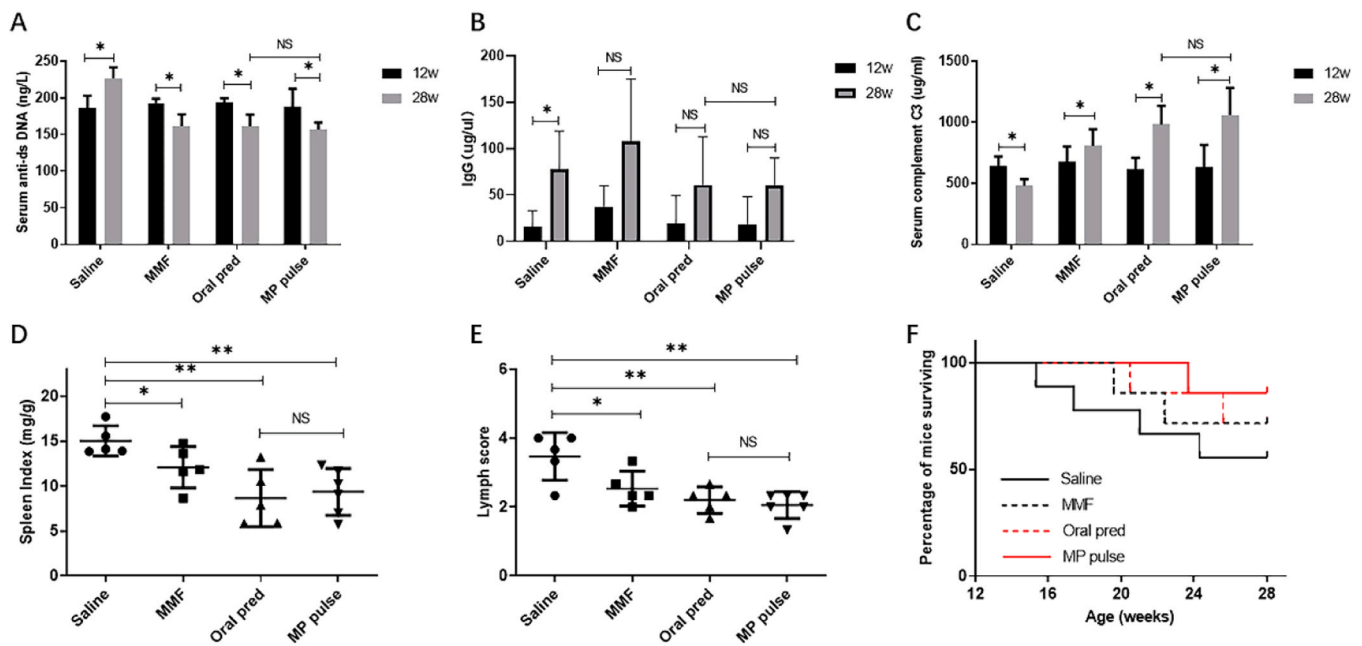 A
Serum anti-ds DNA (ng/L)
250
200
150
100
50
0
*
*
*
*
NS
12w
28w
Saline
MMF
Oral pred
MP pulse
B
IgG (ug/ul)
200
150
100
50
0
*
NS
NS
NS
NS
12w
28w
Saline
MMF
Oral pred
MP pulse
C
Serum complement C3 (ug/ml)
1500
1000
500
0
*
*
*
*
NS
12w
28w
Saline
MMF
Oral pred
MP pulse
D
Spleen Index (mg/g)
20
15
10
5
0
**
**
*
NS
Saline
MMF
Oral pred
MP pulse
E
Lymph score
6
4
2
0
**
**
*
NS
Saline
MMF
Oral pred
MP pulse
F
Percentage of mice surviving
100
50
0
Saline
MMF
Oral pred
MP pulse
12
16
20
24
28
Age (weeks)